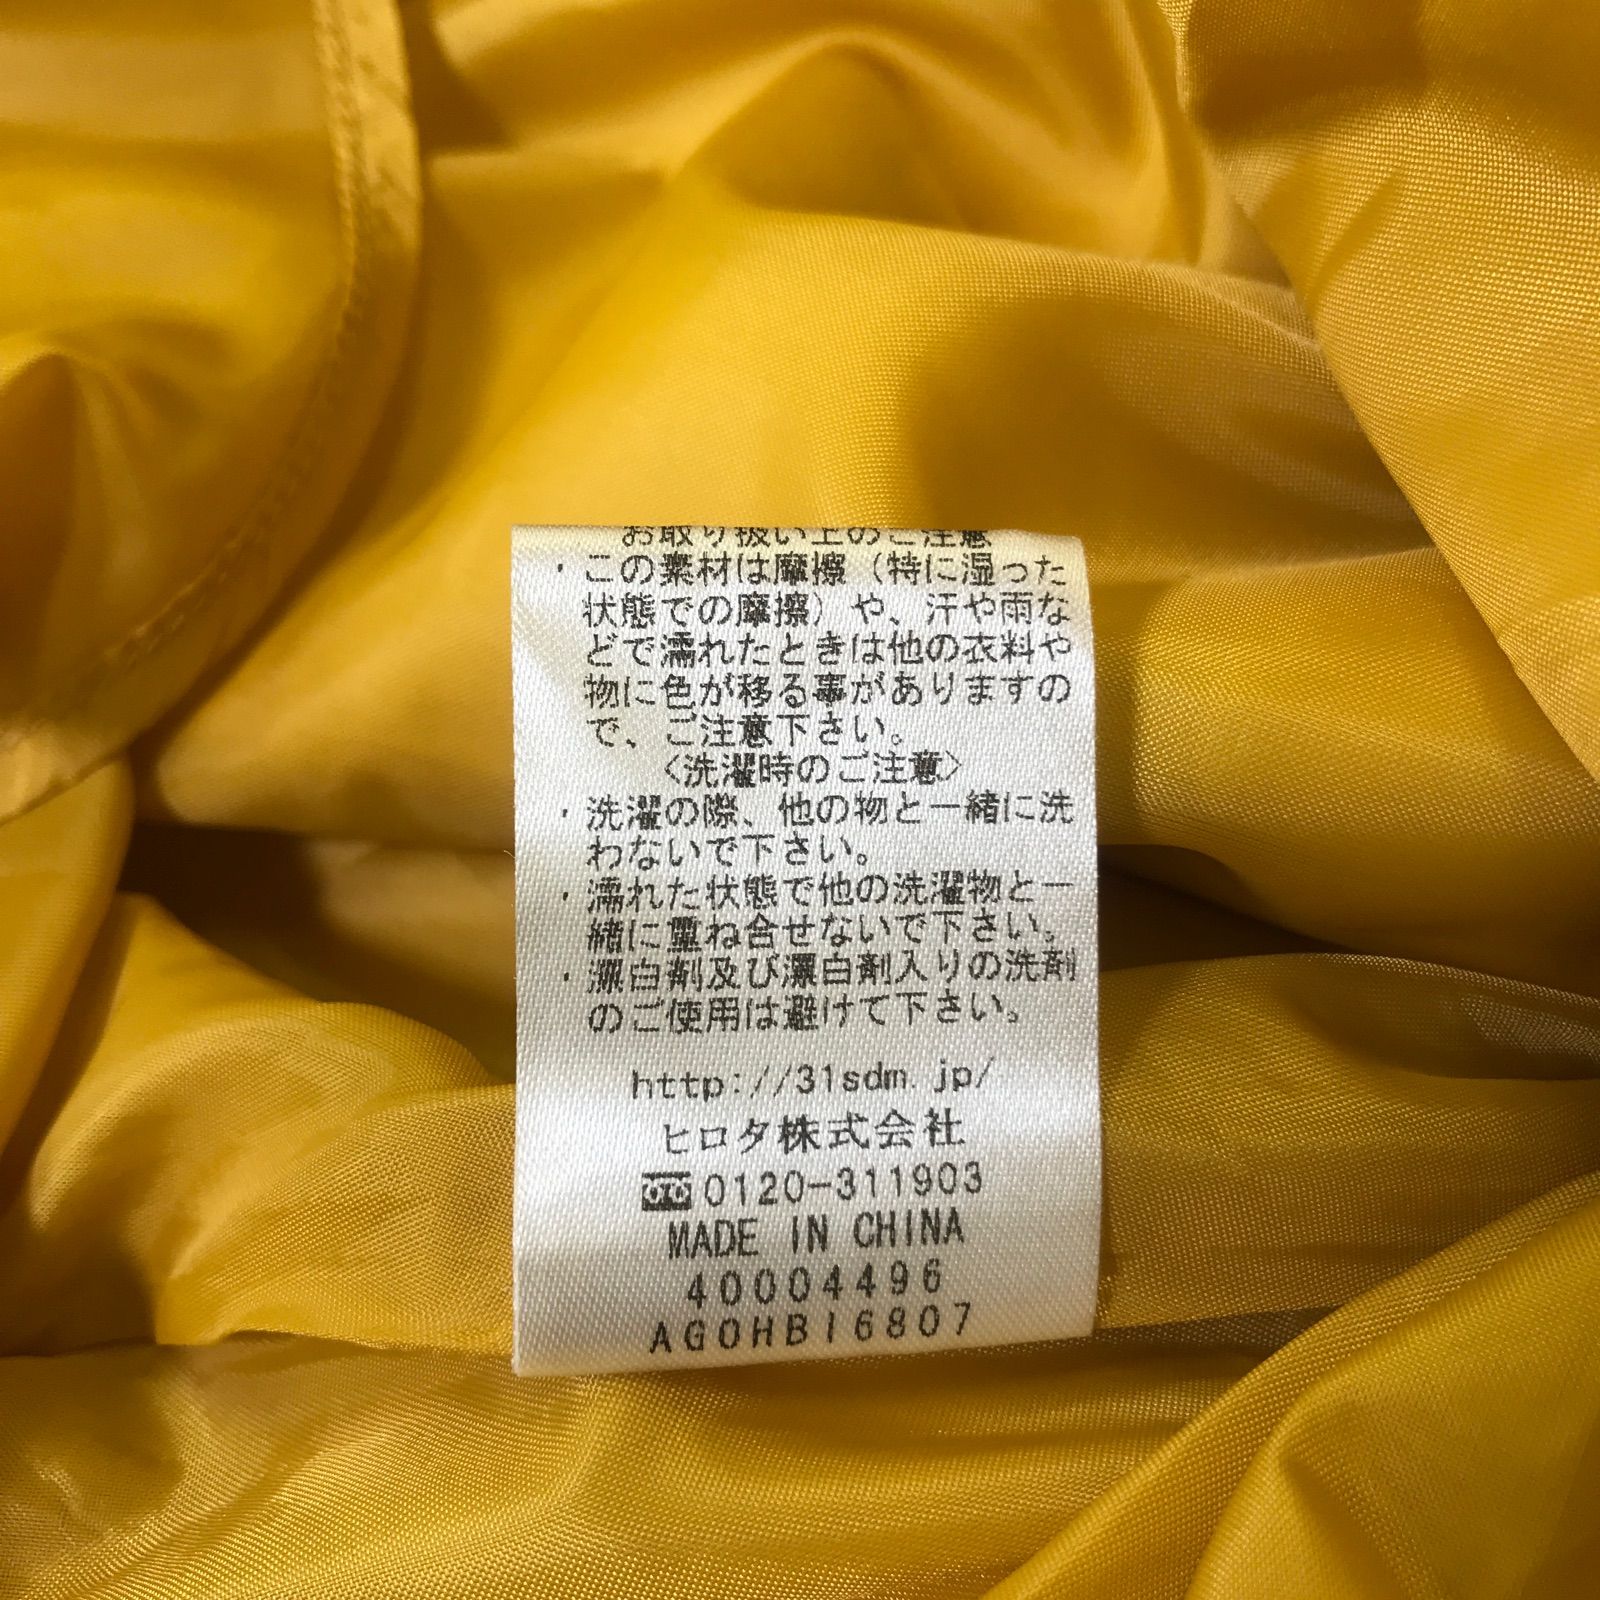 お取り扱い上のご注意
・この素材は摩擦（特に湿った
状態での摩擦）や、汗や雨な
どで濡れたときは他の衣料や
物に色が移る事がありますの
で、ご注意下さい。
〈洗濯時のご注意〉
・洗濯の際、他の物と一緒に洗
わないで下さい。
・濡れた状態で他の洗濯物と一
緒に重ね合せないで下さい。
・漂白剤及び漂白剤入りの洗剤
のご使用は避けて下さい。
http://31sdm.jp/
ヒロタ株式会社
0120-311903
MADE IN CHINA
40004496
AGOHBI6807